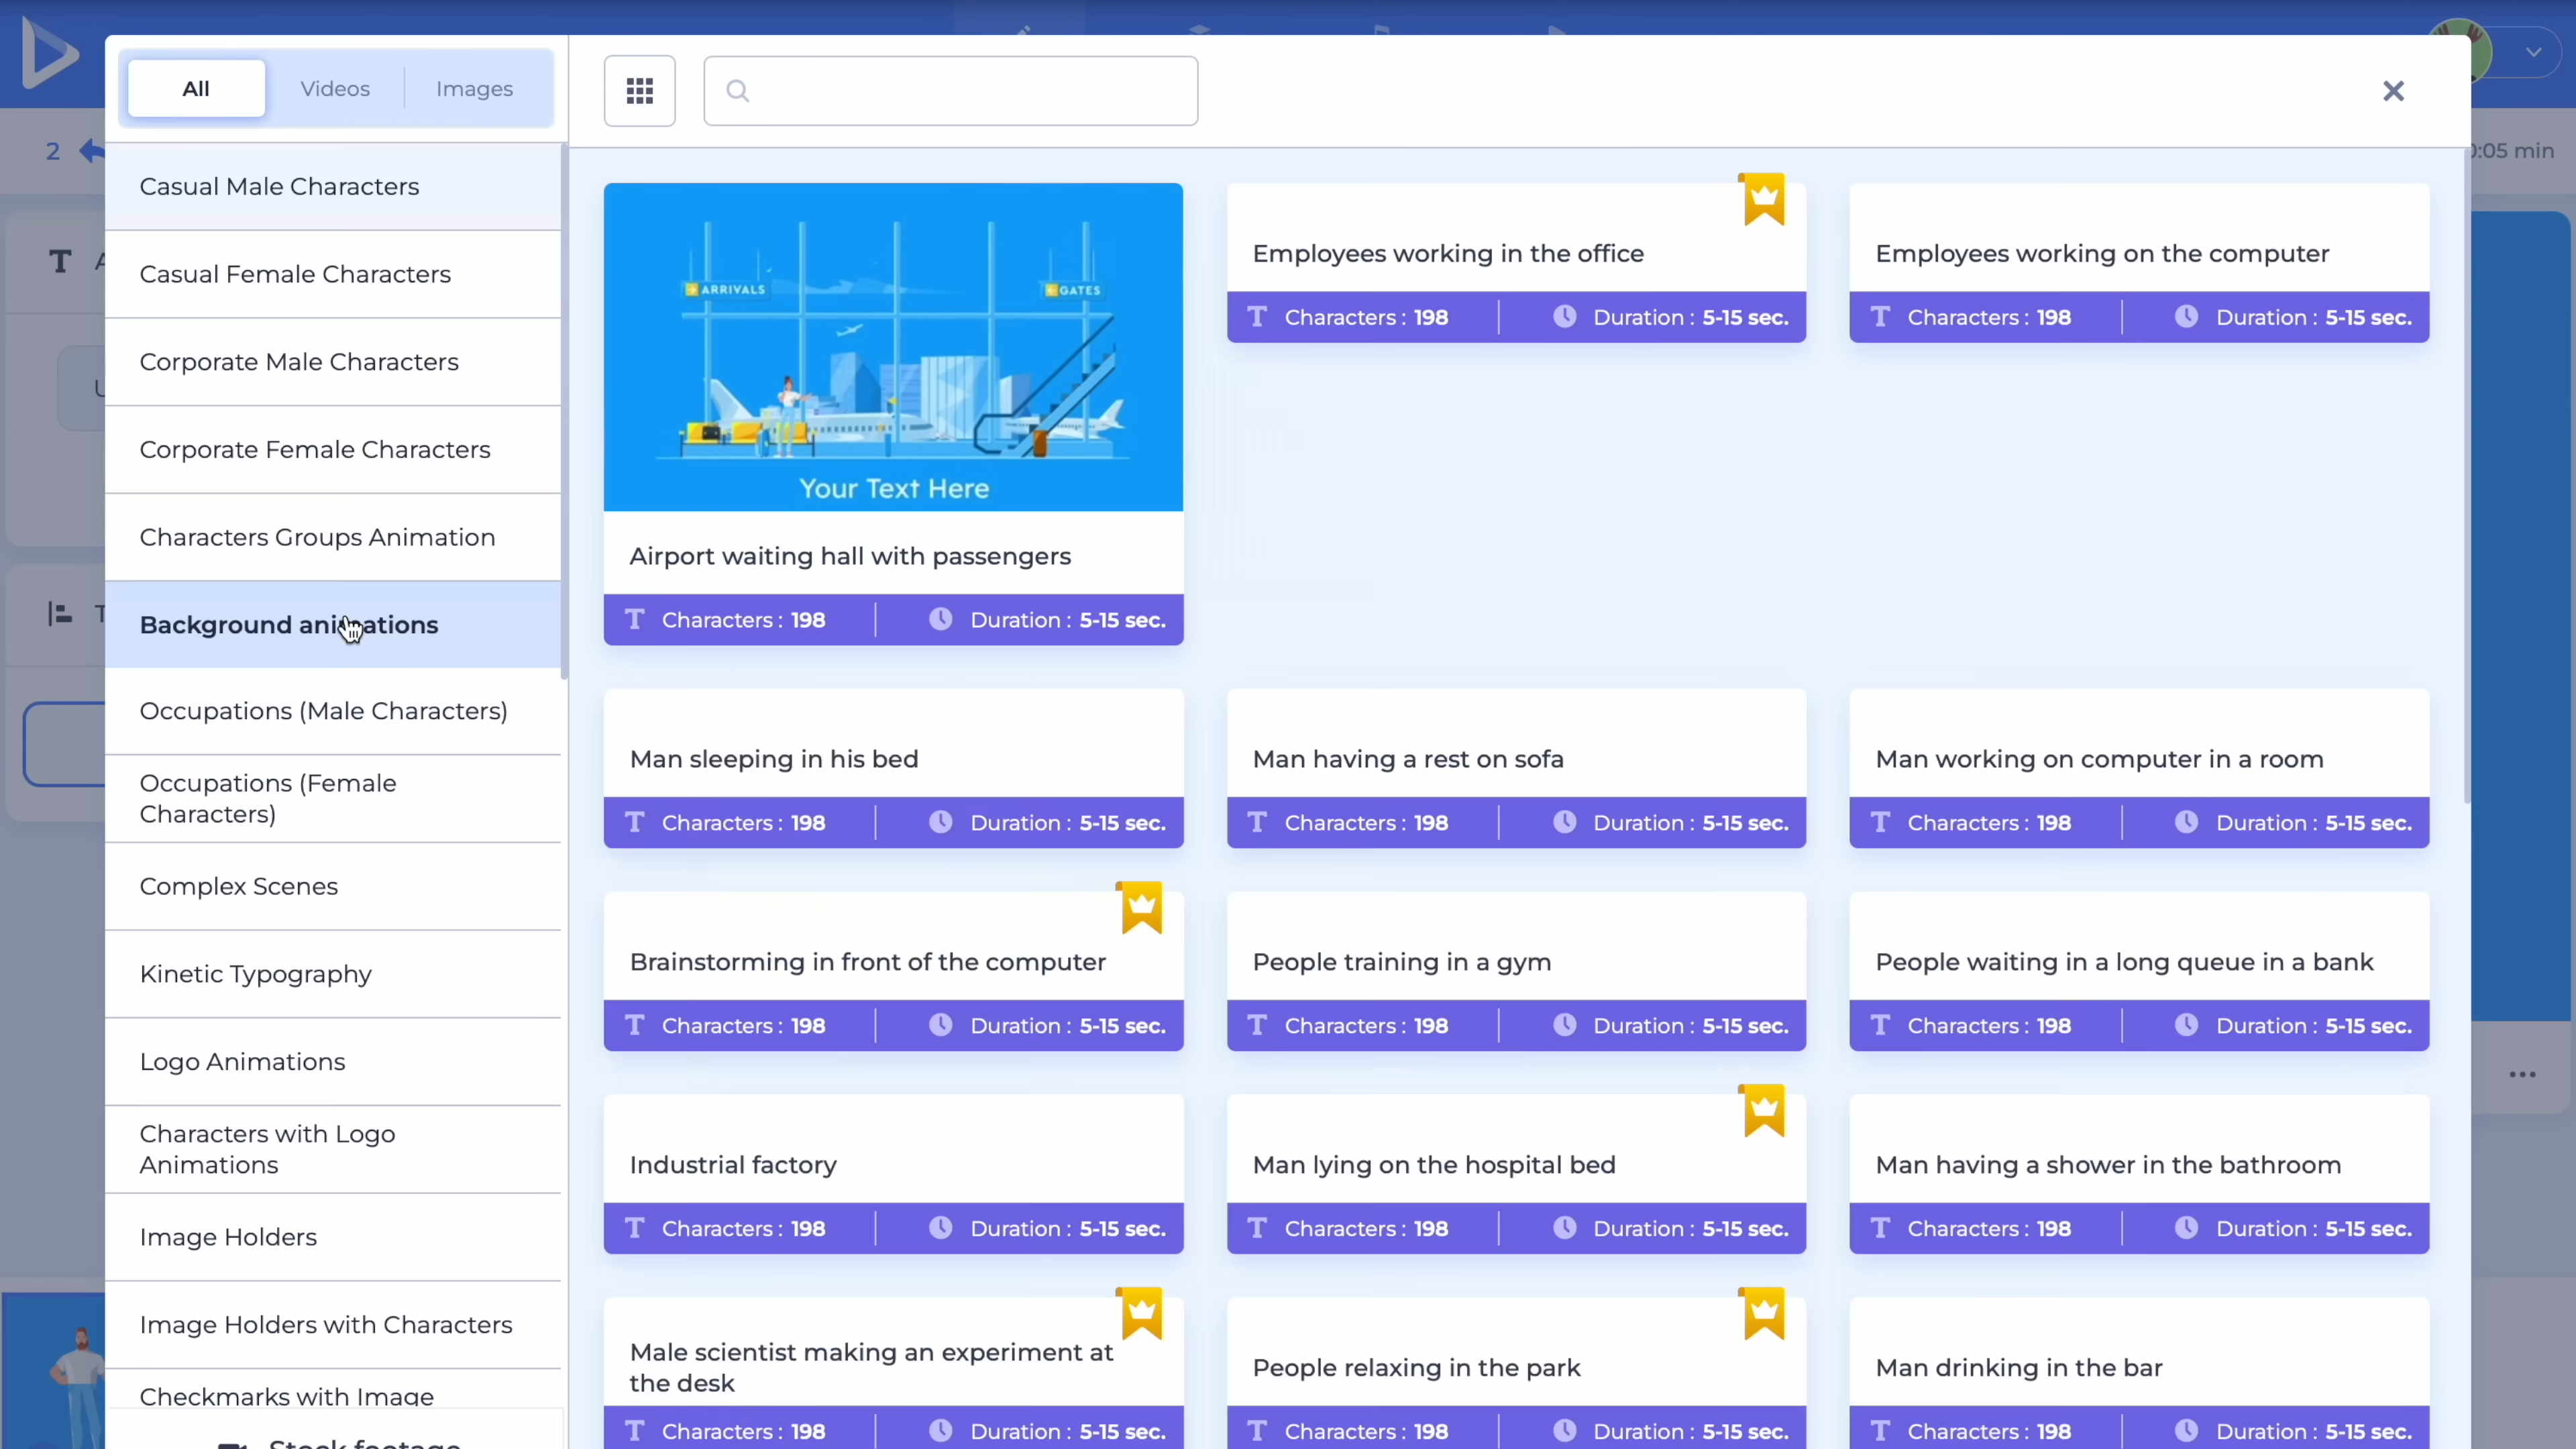 All
Videos
Images
2
0:05 min
Casual Male Characters
Casual Female Characters
Corporate Male Characters
Corporate Female Characters
Characters Groups Animation
Background animations
Occupations (Male Characters)
Occupations (Female
Characters)
Complex Scenes
Kinetic Typography
Logo Animations
Characters with Logo
Animations
Image Holders
Image Holders with Characters
Checkmarks with Image
Stock footage
ARRIVALS
GATES
Your Text Here
Airport waiting hall with passengers
Characters : 198
Duration : 5-15 sec.
Employees working in the office
Characters : 198
Duration : 5-15 sec.
Employees working on the computer
Characters : 198
Duration : 5-15 sec.
Man sleeping in his bed
Characters : 198
Duration : 5-15 sec.
Man having a rest on sofa
Characters : 198
Duration : 5-15 sec.
Man working on computer in a room
Characters : 198
Duration : 5-15 sec.
Brainstorming in front of the computer
Characters : 198
Duration : 5-15 sec.
People training in a gym
Characters : 198
Duration : 5-15 sec.
People waiting in a long queue in a bank
Characters : 198
Duration : 5-15 sec.
Industrial factory
Characters : 198
Duration : 5-15 sec.
Man lying on the hospital bed
Characters : 198
Duration : 5-15 sec.
Man having a shower in the bathroom
Characters : 198
Duration : 5-15 sec.
Male scientist making an experiment at
the desk
Characters : 198
Duration : 5-15 sec.
People relaxing in the park
Characters : 198
Duration : 5-15 sec.
Man drinking in the bar
Characters : 198
Duration : 5-15 sec.